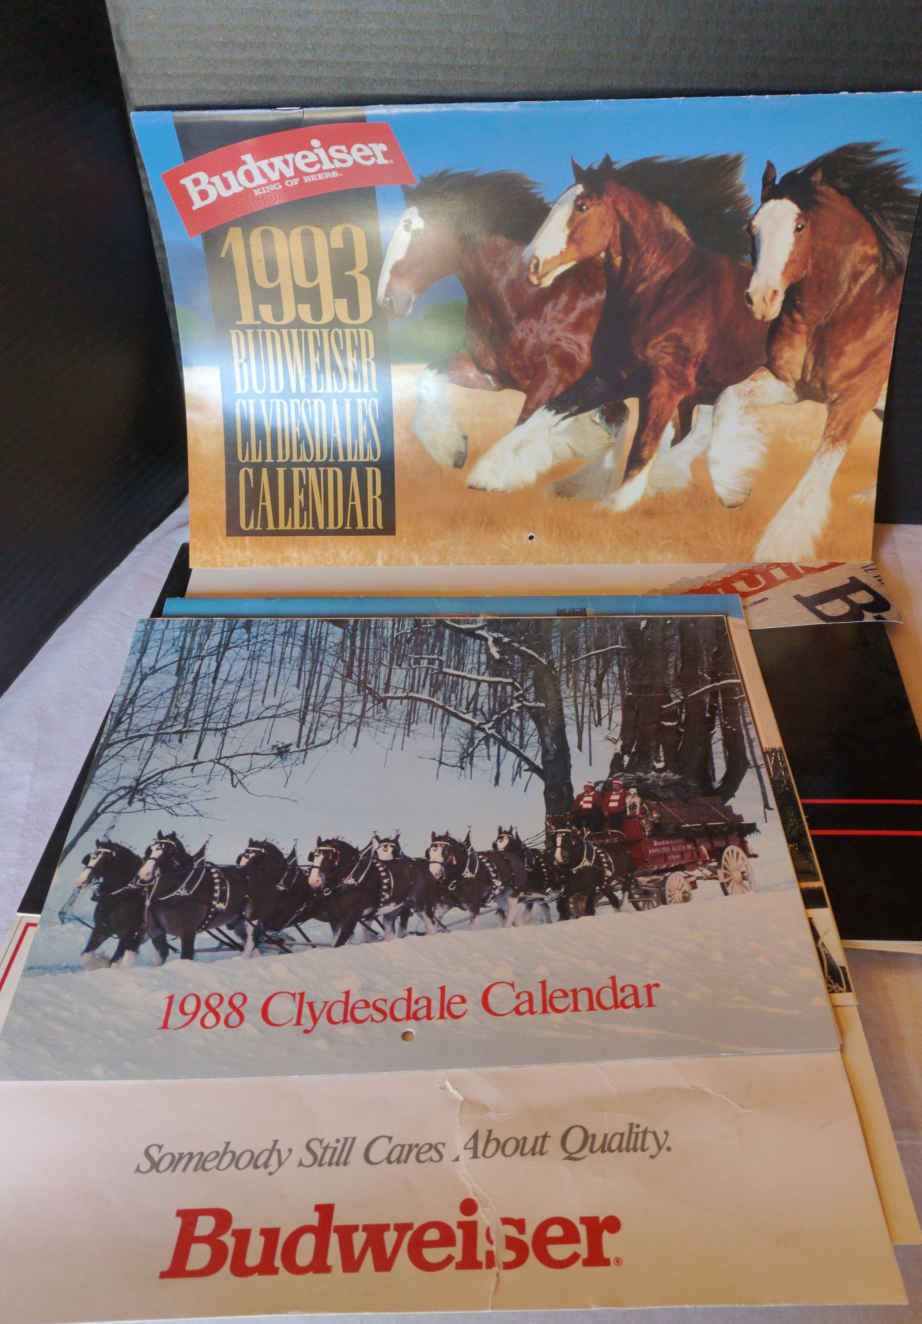 Budweiser.
KING OF BEERS.
1993
BUDWEISER
CLYDESDALES
CALENDAR
B
1988 Clydesdale Calendar
Somebody Still Cares About Quality.
Budweiser®